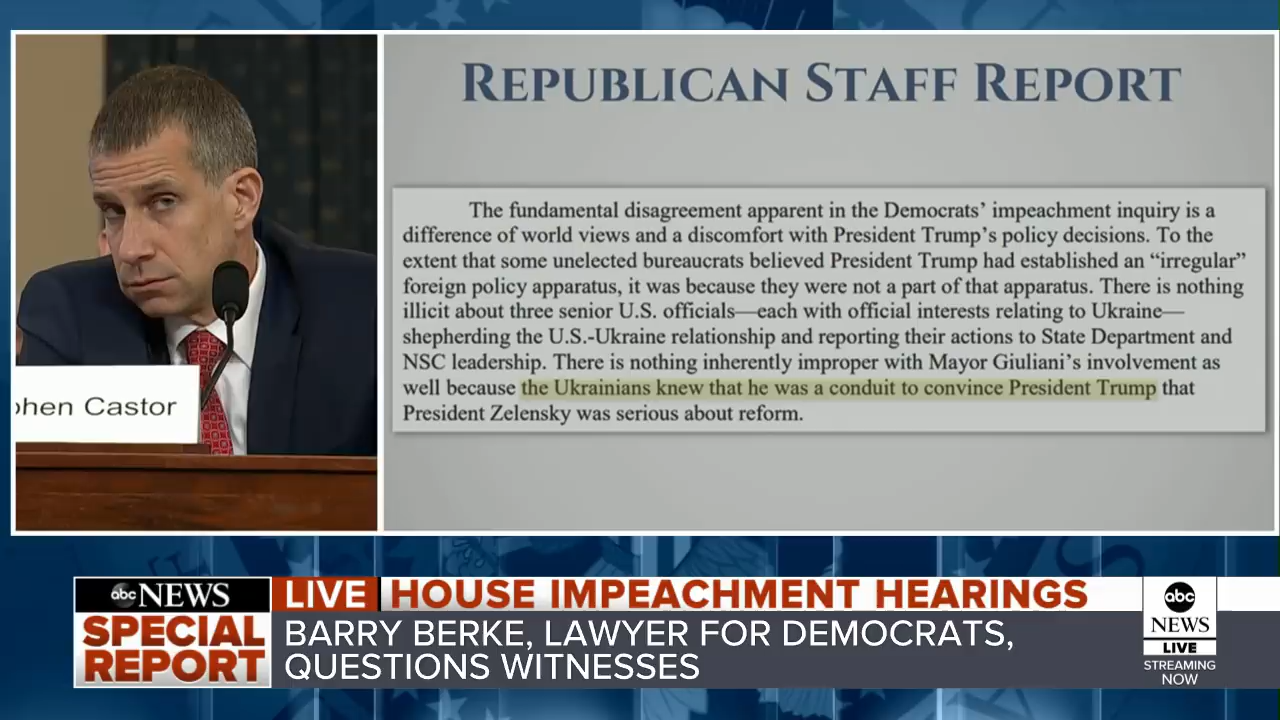 REPUBLICAN STAFF REPORT
The fundamental disagreement apparent in the Democrats' impeachment inquiry is a
difference of world views and a discomfort with President Trump's policy decisions. To the
extent that some unelected bureaucrats believed President Trump had established an “irregular”
foreign policy apparatus, it was because they were not a part of that apparatus. There is nothing
illicit about three senior U.S. officials—each with official interests relating to Ukraine—
shepherding the U.S.-Ukraine relationship and reporting their actions to State Department and
NSC leadership. There is nothing inherently improper with Mayor Giuliani's involvement as
well because the Ukrainians knew that he was a conduit to convince President Trump that
President Zelensky was serious about reform.
phen Castor
abc NEWS
SPECIAL
REPORT
LIVE HOUSE IMPEACHMENT HEARINGS
BARRY BERKE, LAWYER FOR DEMOCRATS,
QUESTIONS WITNESSES
abc
NEWS
LIVE
STREAMING
NOW